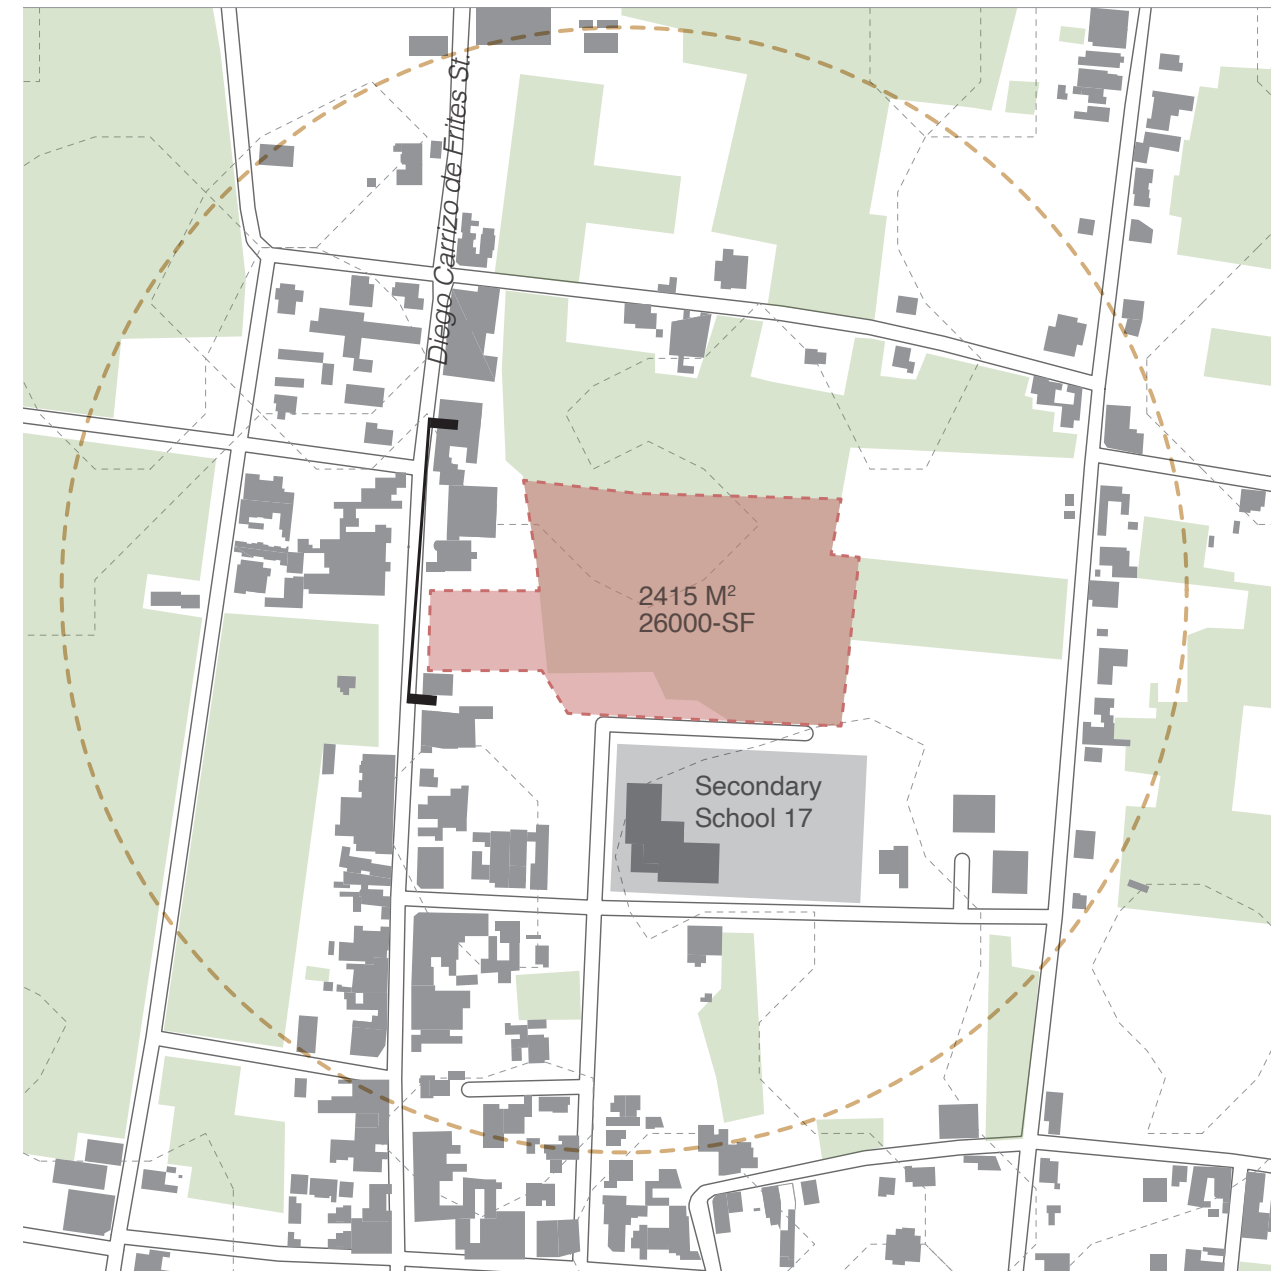 Diego Carrizo de Frites St.
2415 M²
26000-SF
Secondary
School 17